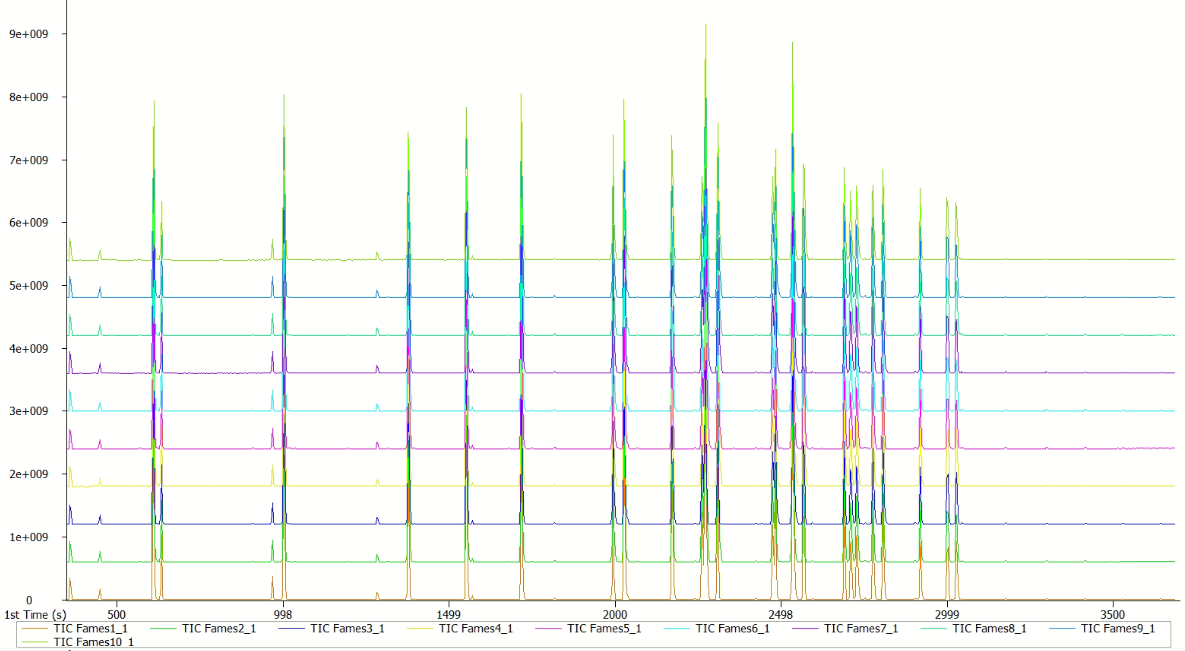 9e+009
8e+009
7e+009
6e+009
5e+009
4e+009
3e+009
2e+009
1e+009
0
1st Time (s) 500 998 1499 2000 2498 2999 3500
TIC Fames1_1 TIC Fames2_1 TIC Fames3_1 TIC Fames4_1 TIC Fames5_1 TIC Fames6_1 TIC Fames7_1 TIC Fames8_1 TIC Fames9_1
TIC Fames10_1